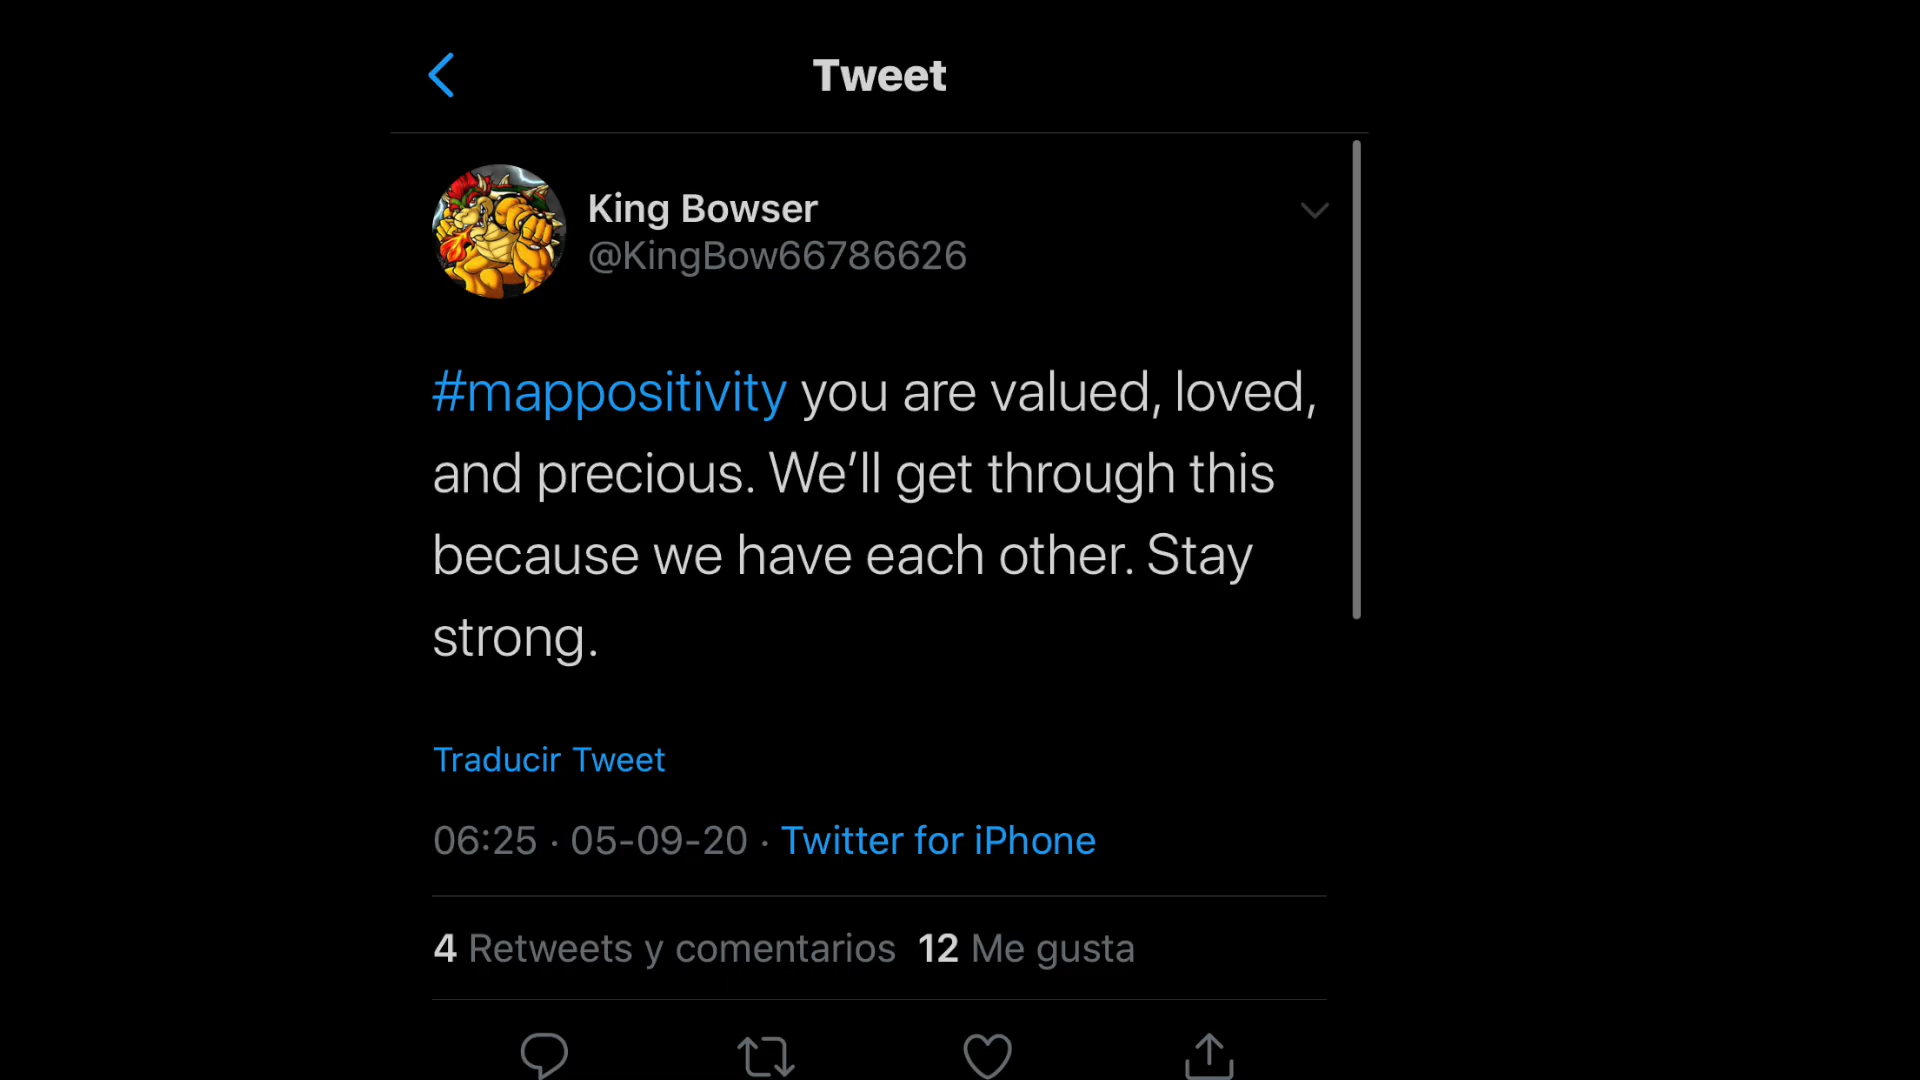 Tweet
King Bowser
@KingBow66786626
#mappositivity you are valued, loved,
and precious. We’ll get through this
because we have each other. Stay
strong.
Traducir Tweet
06:25 · 05-09-20 · Twitter for iPhone
4 Retweets y comentarios 12 Me gusta